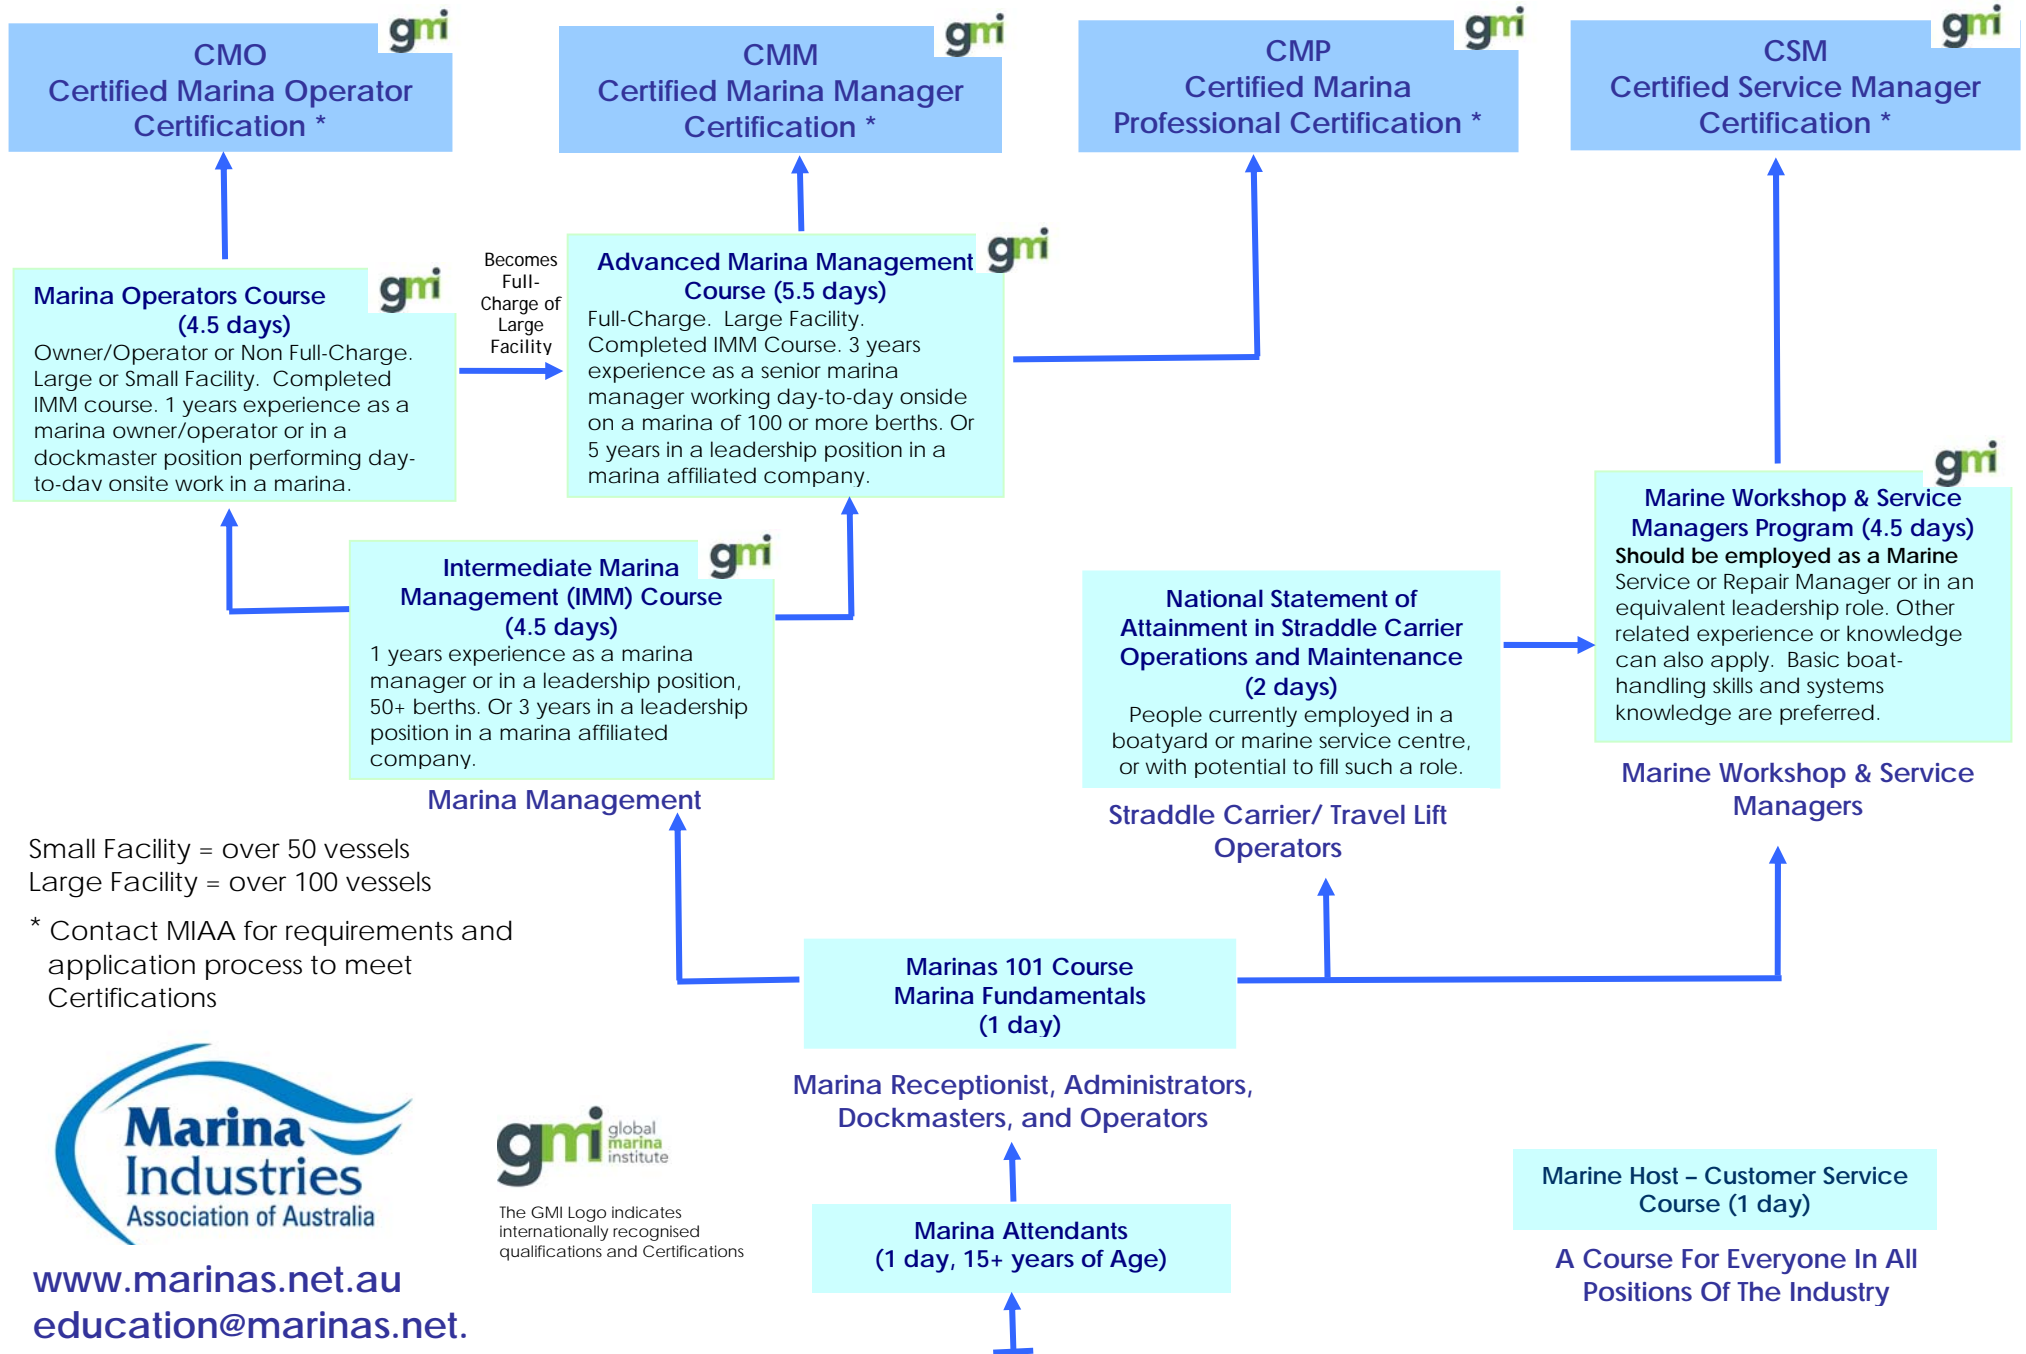 gmi
CMO
Certified Marina Operator
Certification *
gmi
CMM
Certified Marina Manager
Certification *
gmi
CMP
Certified Marina
Professional Certification *
gmi
CSM
Certified Service Manager
Certification *
gmi
Marina Operators Course
(4.5 days)
Owner/Operator or Non Full-Charge.
Large or Small Facility.  Completed
IMM course. 1 years experience as a
marina owner/operator or in a
dockmaster position performing day-
to-day onsite work in a marina.
Becomes
Full-
Charge of
Large
Facility
gmi
Advanced Marina Management
Course (5.5 days)
Full-Charge.  Large Facility.
Completed IMM Course. 3 years
experience as a senior marina
manager working day-to-day onside
on a marina of 100 or more berths. Or
5 years in a leadership position in a
marina affiliated company.
gmi
Intermediate Marina
Management (IMM) Course
(4.5 days)
1 years experience as a marina
manager or in a leadership position,
50+ berths. Or 3 years in a leadership
position in a marina affiliated
company.
Marina Management
National Statement of
Attainment in Straddle Carrier
Operations and Maintenance
(2 days)
People currently employed in a
boatyard or marine service centre,
or with potential to fill such a role.
Straddle Carrier/ Travel Lift
Operators
gmi
Marine Workshop & Service
Managers Program (4.5 days)
Should be employed as a Marine
Service or Repair Manager or in an
equivalent leadership role. Other
related experience or knowledge
can also apply.  Basic boat-
handling skills and systems
knowledge are preferred.
Marine Workshop & Service
Managers
Small Facility = over 50 vessels
Large Facility = over 100 vessels
* Contact MIAA for requirements and
application process to meet
Certifications
Marinas 101 Course
Marina Fundamentals
(1 day)
Marina Receptionist, Administrators,
Dockmasters, and Operators
Marina Attendants
(1 day, 15+ years of Age)
Marine Host – Customer Service
Course (1 day)
A Course For Everyone In All
Positions Of The Industry
Marina
Industries
Association of Australia
gmi global
marina
institute
The GMI Logo indicates
internationally recognised
qualifications and Certifications
www.marinas.net.au
education@marinas.net.